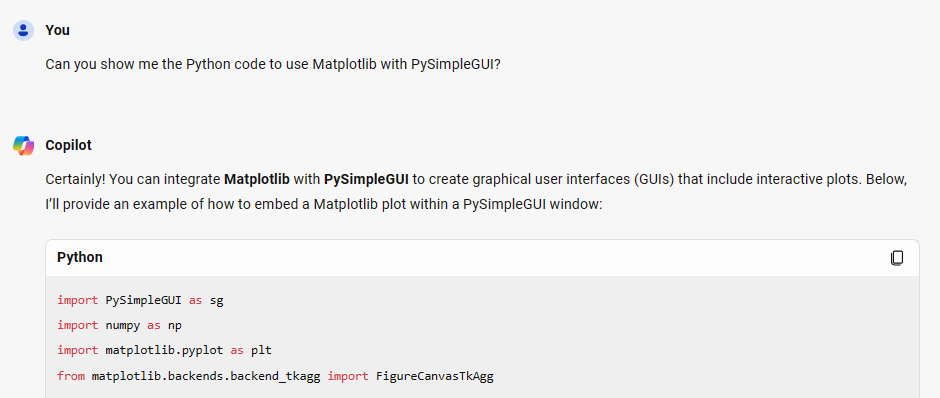 You
Can you show me the Python code to use Matplotlib with PySimpleGUI?
Copilot
Certainly! You can integrate Matplotlib with PySimpleGUI to create graphical user interfaces (GUIs) that include interactive plots. Below,
I’ll provide an example of how to embed a Matplotlib plot within a PySimpleGUI window:
Python
import PySimpleGUI as sg
import numpy as np
import matplotlib.pyplot as plt
from matplotlib.backends.backend_tkagg import FigureCanvasTkAgg